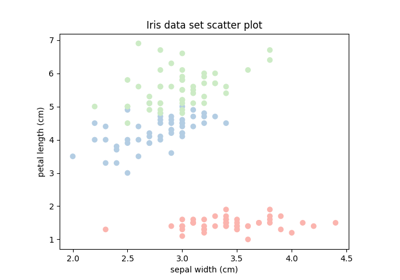 Iris data set scatter plot
petal length (cm)
7
6
5
4
3
2
1
2.0 2.5 3.0 3.5 4.0 4.5
sepal width (cm)